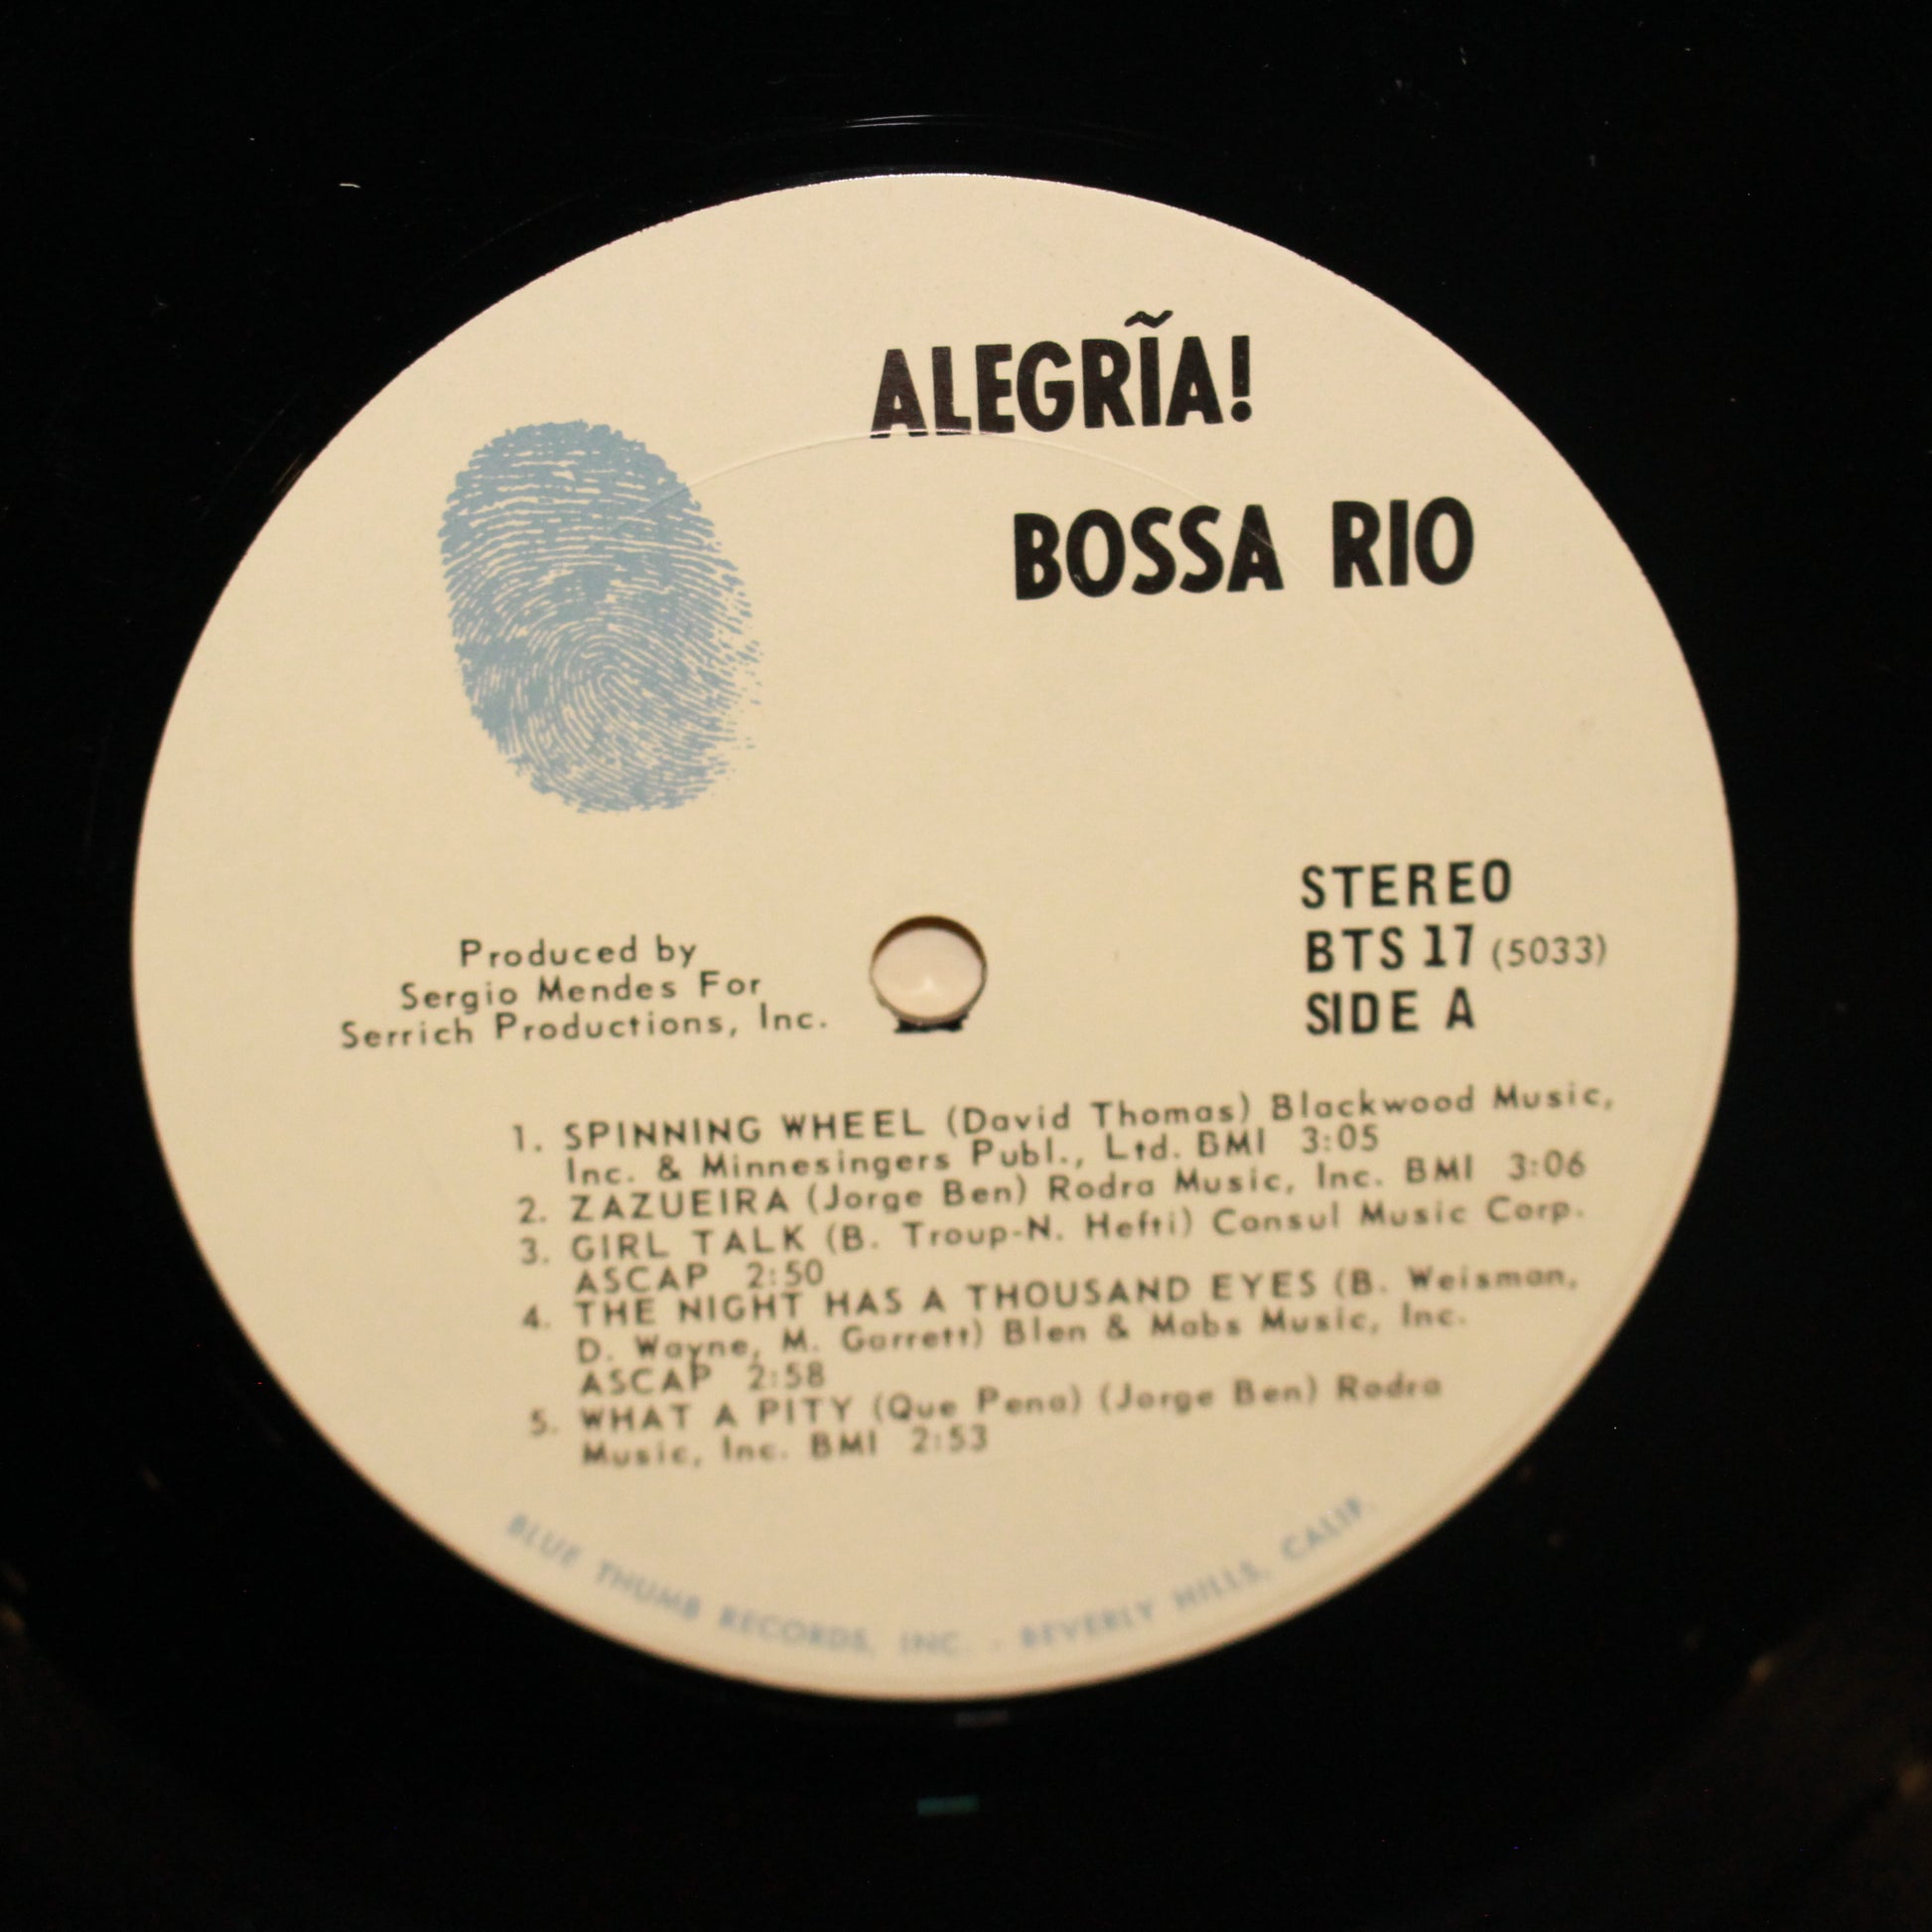 ALEGRĨA!
BOSSA RIO
STEREO
BTS 17 (5033)
SIDE A
Produced by
Sergio Mendes For
Serrich Productions, Inc.
1. SPINNING WHEEL (David Thomas) Blackwood Music,
Inc. & Minnesingers Publ., Ltd. BMI 3:05
2. ZAZUEIRA (Jorge Ben) Rodra Music, Inc. BMI 3:06
3. GIRL TALK (B. Troup-N. Hefti) Consul Music Corp.
ASCAP 2:50
4. THE NIGHT HAS A THOUSAND EYES (B. Weisman,
D. Wayne, M. Garrett) Blen & Mabs Music, Inc.
ASCAP 2:58
5. WHAT A PITY (Que Pena) (Jorge Ben) Rodra
Music, Inc. BMI 2:53
BLUE THUMB RECORDS, INC. - BEVERLY HILLS, CALIF.